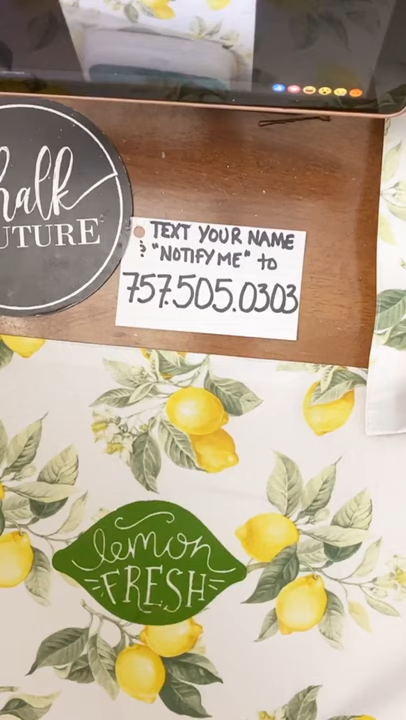 halk
UTURE
TEXT YOUR NAME
& "NOTIFY ME" to
757.505.0303
lemon
FRESH